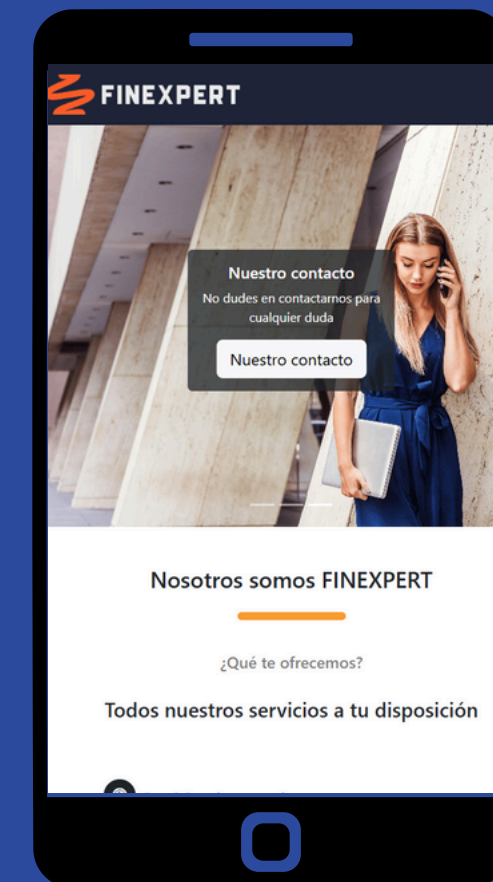 FINEXPERT
Nuestro contacto
No dudes en contactarnos para
cualquier duda
Nuestro contacto
Nosotros somos FINEXPERT
¿Qué te ofrecemos?
Todos nuestros servicios a tu disposición